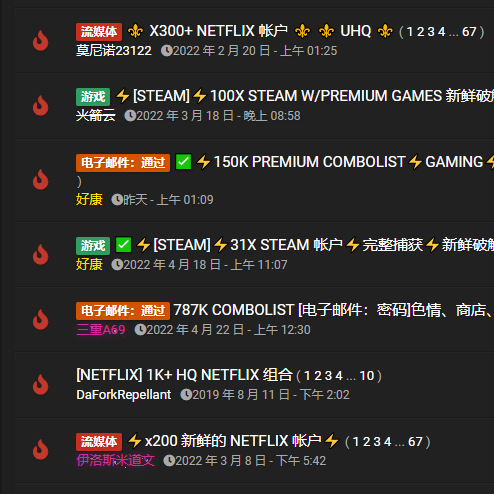 流媒体 X300+ NETFLIX 帐户 UHQ ( 1 2 3 4 ... 67 )
莫尼诺23122 2022 年 2 月 20 日 - 上午 01:25
游戏 [STEAM] 100X STEAM W/PREMIUM GAMES 新鲜破解
火箭云 2022 年 3 月 18 日 - 晚上 08:58
电子邮件：通过 ✅ 150K PREMIUM COMBOLIST GAMING
)
好康 昨天 - 上午 01:09
游戏 ✅ [STEAM] 31X STEAM 帐户 完整捕获 新鲜破解
好康 2022 年 4 月 18 日 - 上午 11:07
电子邮件：通过 787K COMBOLIST [电子邮件：密码]色情、商店、
三重A69 2022 年 4 月 22 日 - 上午 12:30
[NETFLIX] 1K+ HQ NETFLIX 组合 ( 1 2 3 4 ... 10 )
DaForkRepellant 2019 年 8 月 11 日 - 下午 2:02
流媒体 x200 新鲜的 NETFLIX 帐户 ( 1 2 3 4 ... 67 )
伊洛斯米道文 2022 年 3 月 8 日 - 下午 5:42